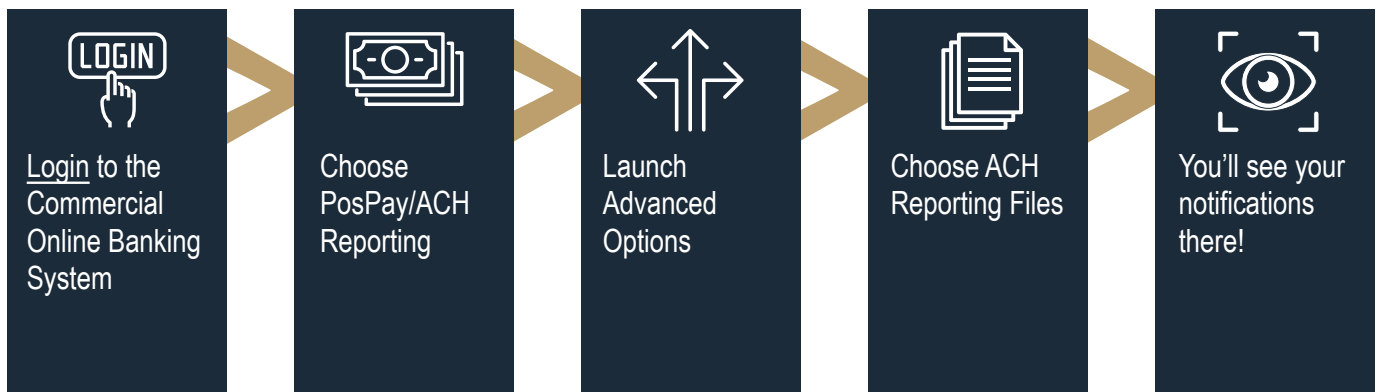 LOGIN
Login to the
Commercial
Online Banking
System
Choose
PosPay/ACH
Reporting
Launch
Advanced
Options
Choose ACH
Reporting Files
You’ll see your
notifications
there!